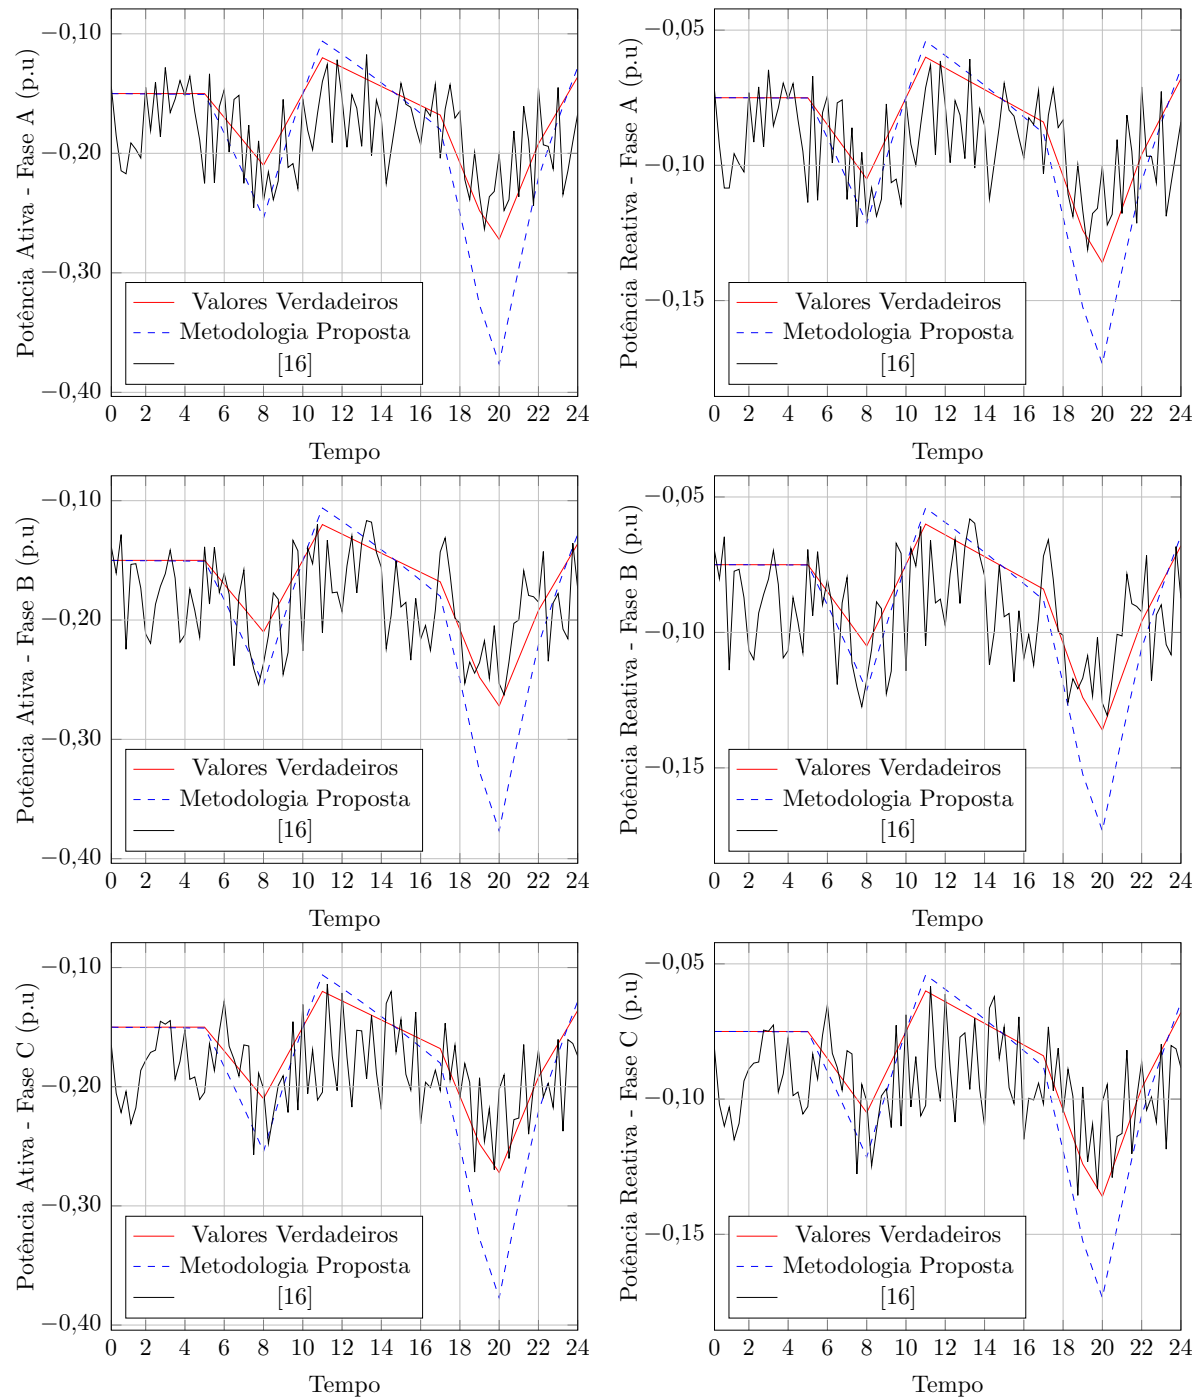 Potência Ativa - Fase A (p.u)
−0,10
−0,20
−0,30
−0,40
Valores Verdadeiros
Metodologia Proposta
[16]
0 2 4 6 8 10 12 14 16 18 20 22 24
Tempo
Potência Reativa - Fase A (p.u)
−0,05
−0,10
−0,15
Valores Verdadeiros
Metodologia Proposta
[16]
0 2 4 6 8 10 12 14 16 18 20 22 24
Tempo
Potência Ativa - Fase B (p.u)
−0,10
−0,20
−0,30
−0,40
Valores Verdadeiros
Metodologia Proposta
[16]
0 2 4 6 8 10 12 14 16 18 20 22 24
Tempo
Potência Reativa - Fase B (p.u)
−0,05
−0,10
−0,15
Valores Verdadeiros
Metodologia Proposta
[16]
0 2 4 6 8 10 12 14 16 18 20 22 24
Tempo
Potência Ativa - Fase C (p.u)
−0,10
−0,20
−0,30
−0,40
Valores Verdadeiros
Metodologia Proposta
[16]
0 2 4 6 8 10 12 14 16 18 20 22 24
Tempo
Potência Reativa - Fase C (p.u)
−0,05
−0,10
−0,15
Valores Verdadeiros
Metodologia Proposta
[16]
0 2 4 6 8 10 12 14 16 18 20 22 24
Tempo